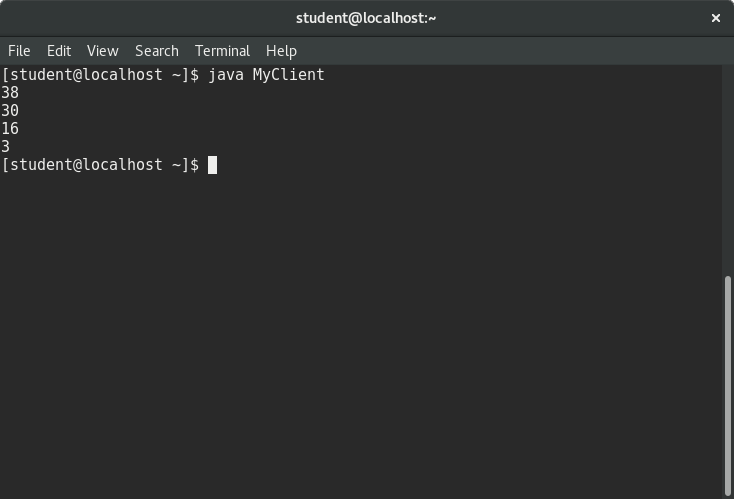 student@localhost:~
File Edit View Search Terminal Help
[student@localhost ~]$ java MyClient
38
30
16
3
[student@localhost ~]$